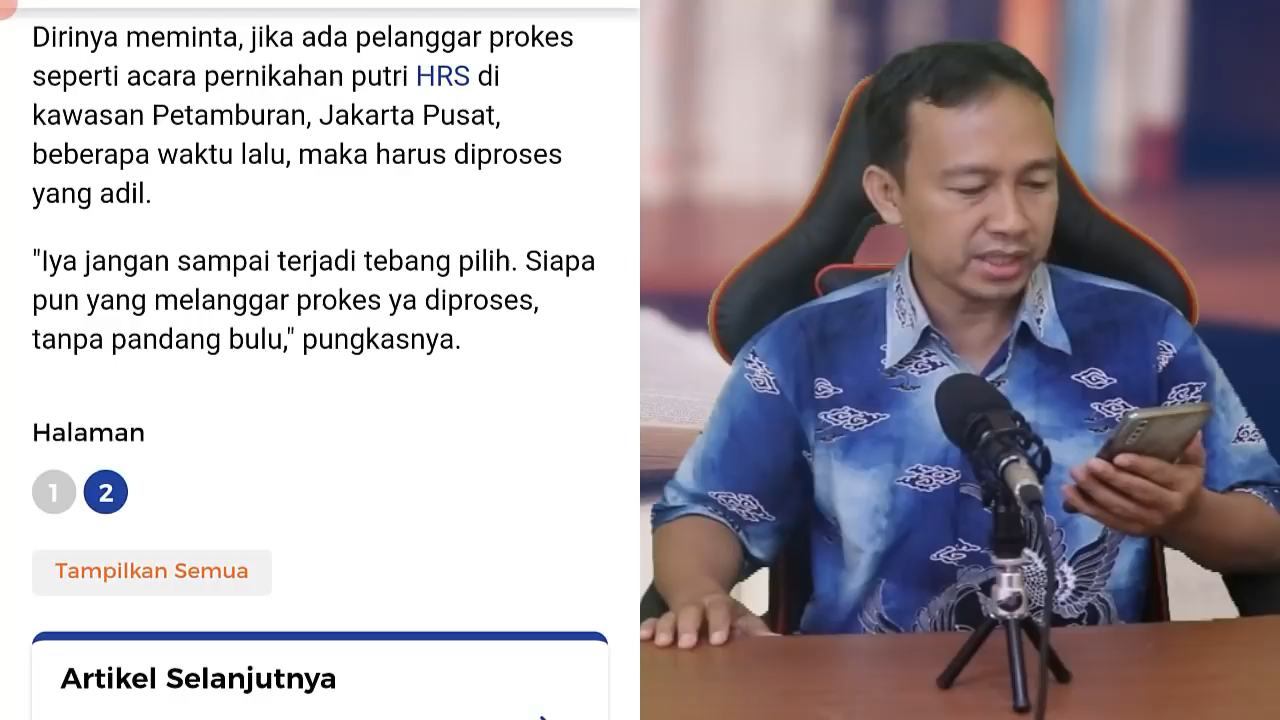 Dirinya meminta, jika ada pelanggar prokes
seperti acara pernikahan putri HRS di
kawasan Petamburan, Jakarta Pusat,
beberapa waktu lalu, maka harus diproses
yang adil.
"Iya jangan sampai terjadi tebang pilih. Siapa
pun yang melanggar prokes ya diproses,
tanpa pandang bulu," pungkasnya.
Halaman
1 2
Tampilkan Semua
Artikel Selanjutnya